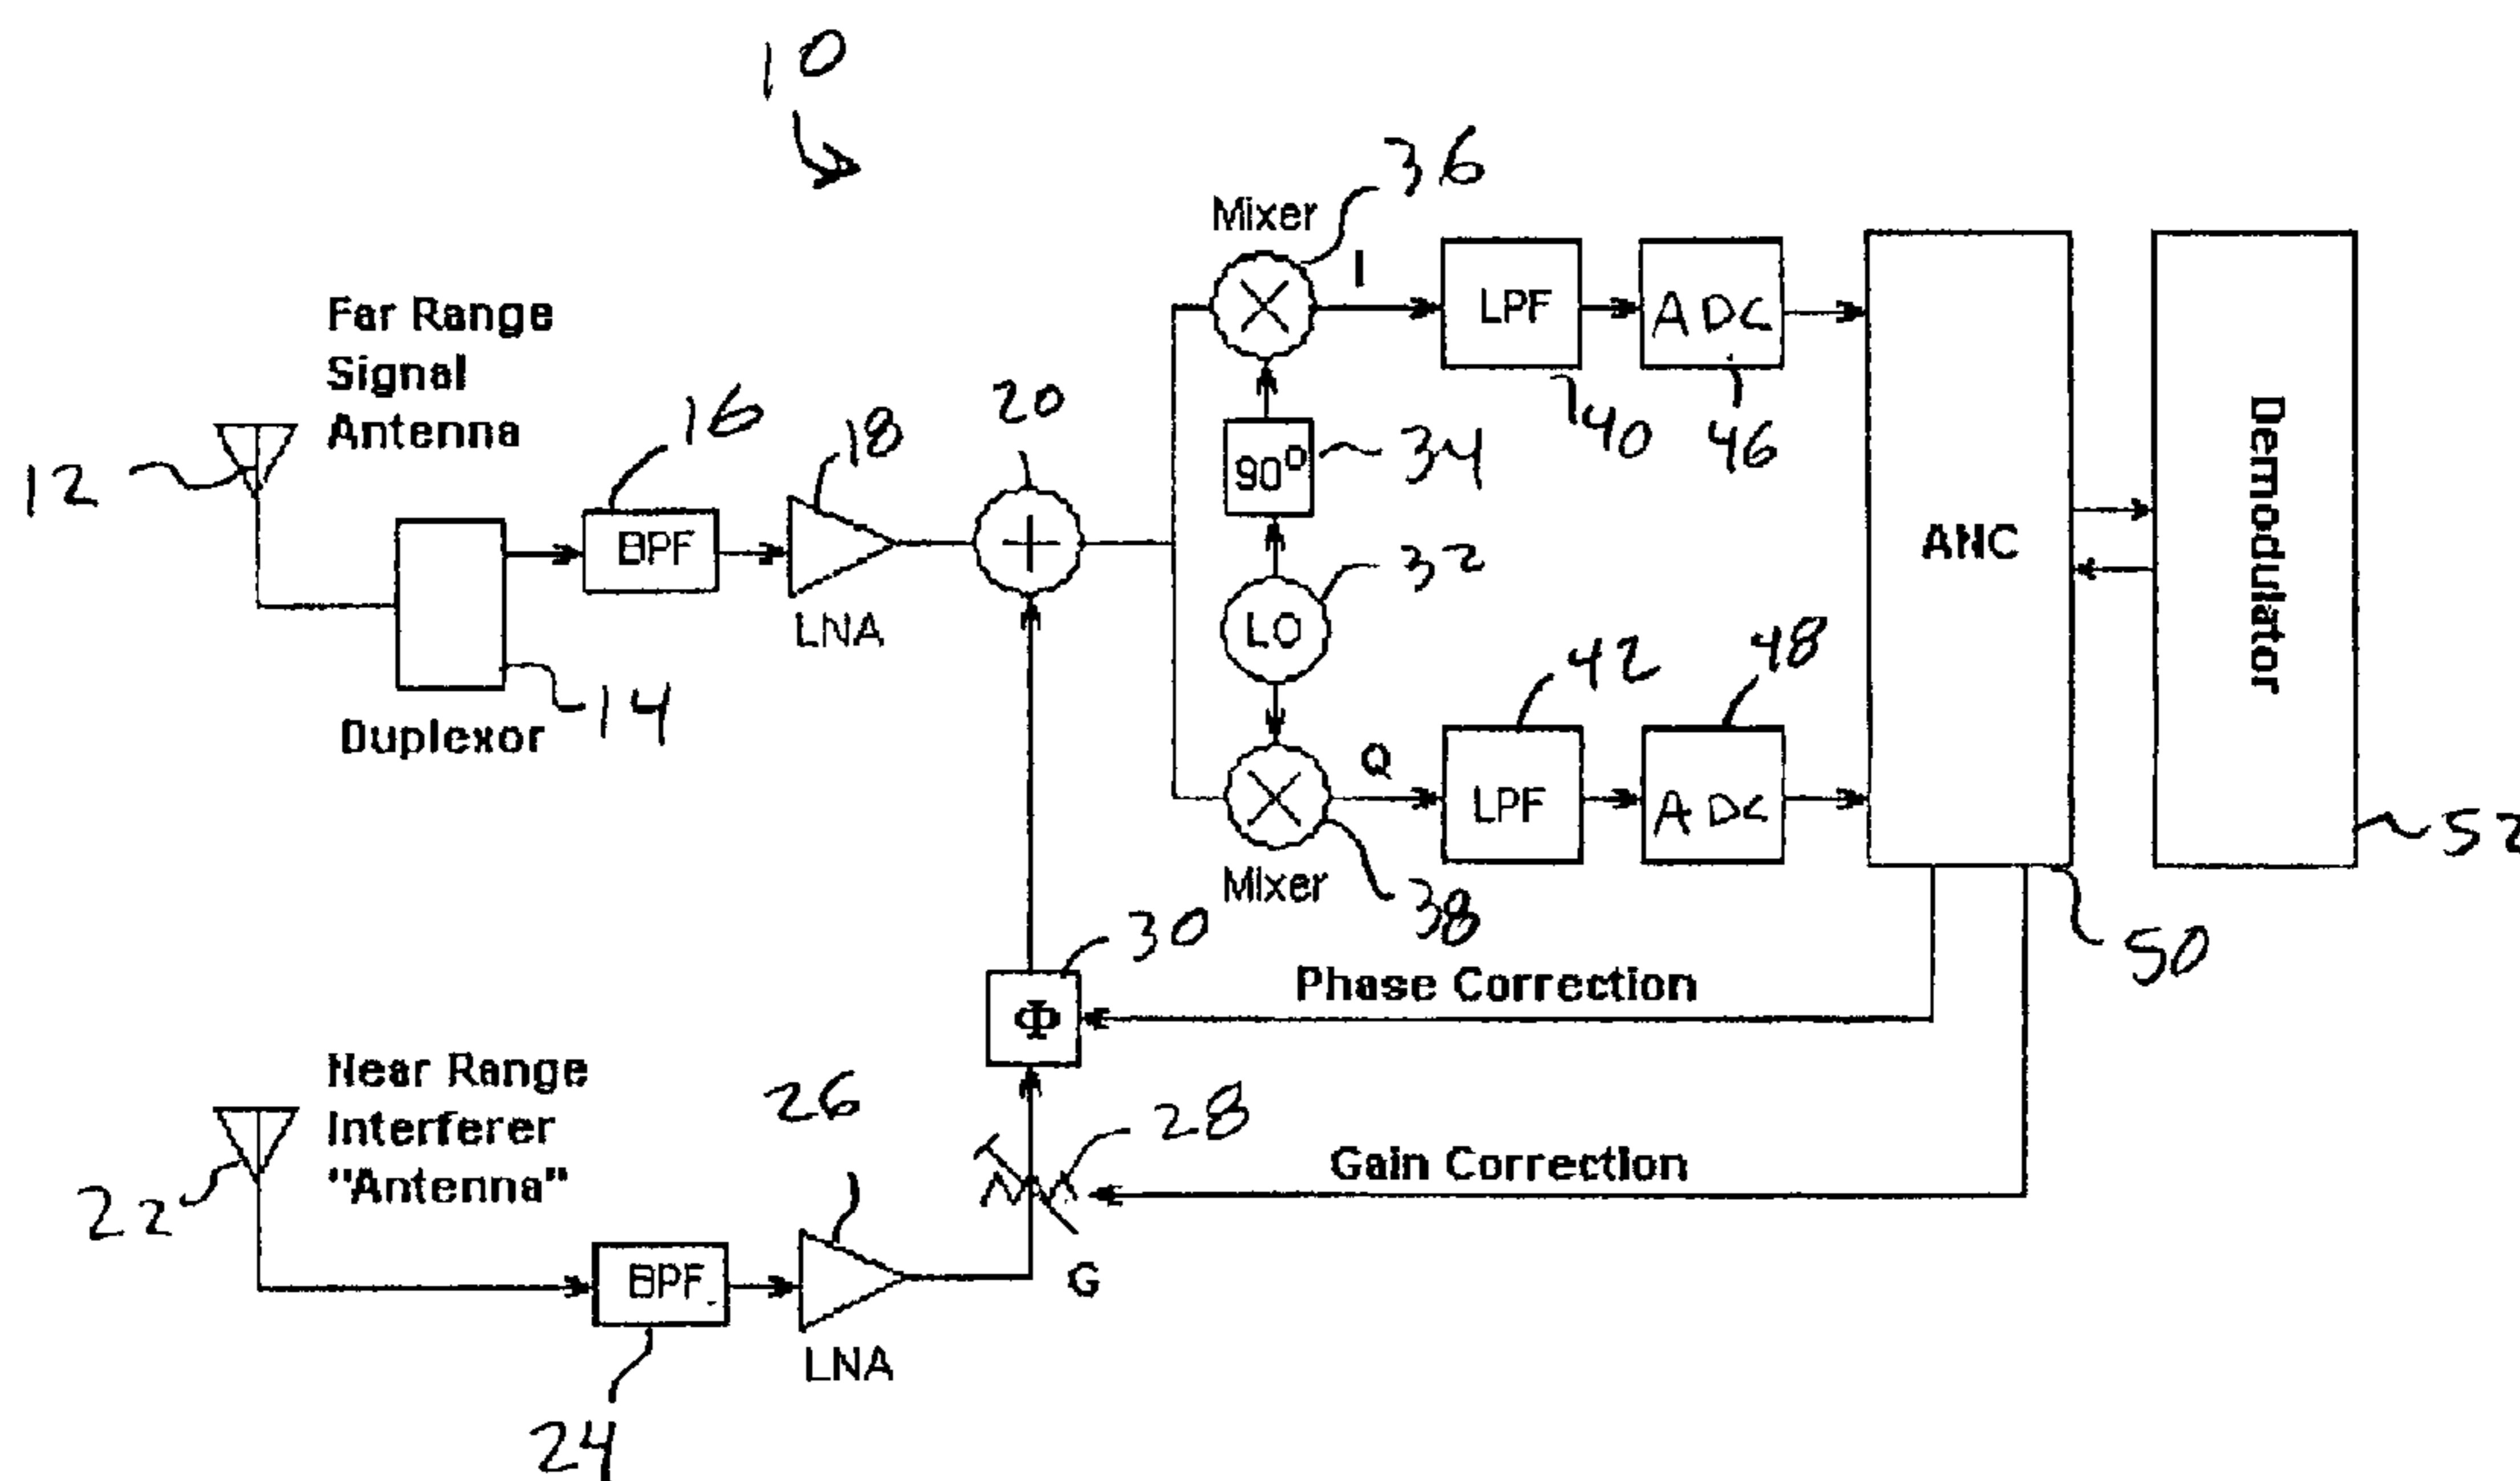 10
36
Mixer
I
LPF
ADC
40
46
Far Range
Signal
Antenna
12
16
18
20
BPF
LNA
14
Duplexor
90°
34
32
LO
42
48
Q
LPF
ADC
Mixer
38
ANC
Demodulator
52
50
30
Φ
Phase Correction
Near Range
Interferer
"Antenna"
22
26
28
Gain Correction
G
BPF
LNA
24